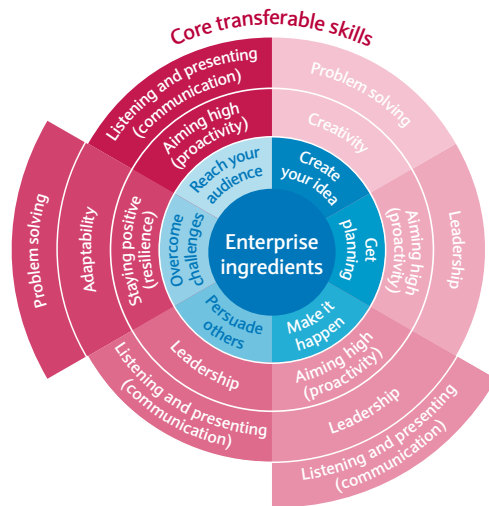 Core transferable skills
Enterprise
ingredients
Create
your idea
Creativity
Problem solving
Get
planning
Aiming high
(proactivity)
Leadership
Make it
happen
Aiming high
(proactivity)
Leadership
Listening and presenting
(communication)
Persuade
others
Leadership
Listening and presenting
(communication)
Overcome
challenges
Staying positive
(resilience)
Adaptability
Problem solving
Reach your
audience
Aiming high
(proactivity)
Listening and presenting
(communication)